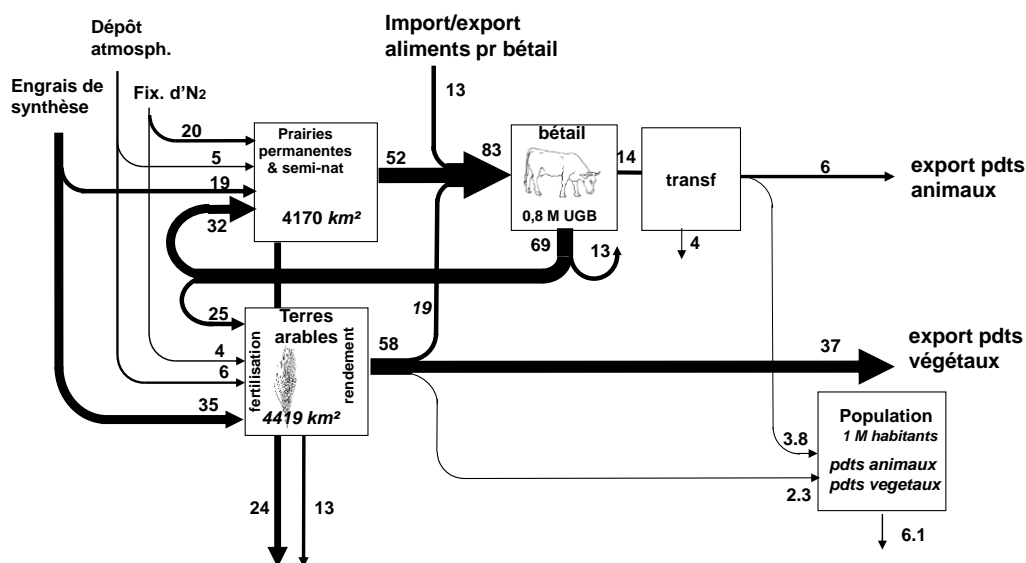 Dépôt
atmosph.
Import/export
aliments pr bétail
Engrais de
synthèse
Fix. d'N2
13
20
Prairies
permanentes
& semi-nat
4170 km²
5
19
32
52
83
bétail
0,8 M UGB
14
transf
6
export pdts
animaux
4
69
13
25
Terres
arables
fertilisation
rendement
4419 km²
4
6
35
58
19
37
export pdts
végétaux
Population
1 M habitants
pdts animaux
pdts vegetaux
3.8
2.3
24
13
6.1